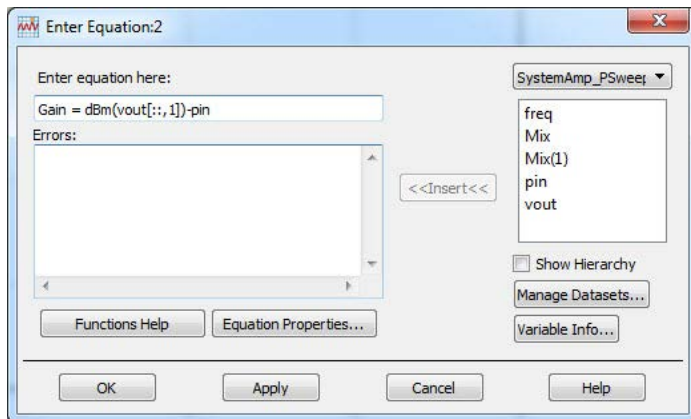 Enter Equation:2
Enter equation here:
Gain = dBm(vout[::,1])-pin
Errors:
<<Insert<<
SystemAmp_PSweep
freq
Mix
Mix(1)
pin
vout
Show Hierarchy
Manage Datasets...
Variable Info...
Functions Help
Equation Properties...
OK
Apply
Cancel
Help